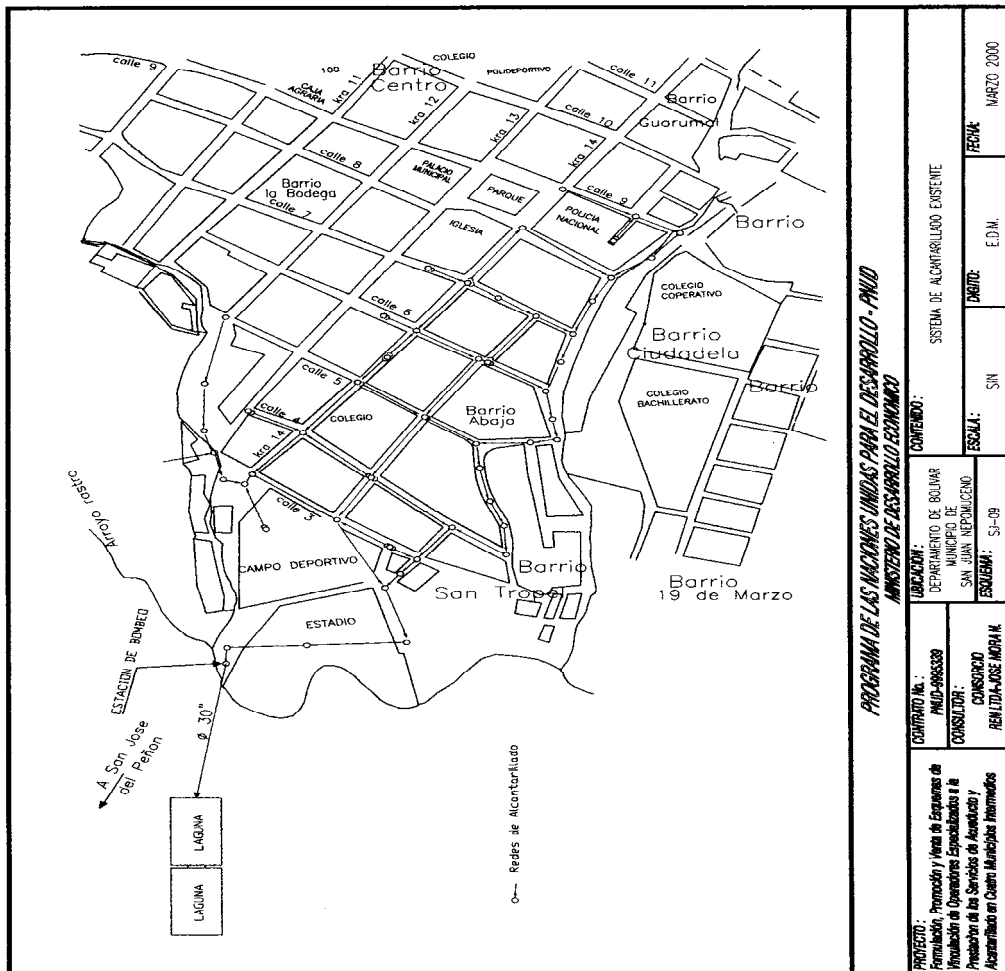 calle 9
COLEGIO
100
Barrio
Centro
POLIDEPORTIVO
calle 11
CAJA
AGRARIA
kra 11
kra 12
kra 13
calle 10
Barrio
Guarumal
kra 14
calle 8
PALACIO
MUNICIPAL
Barrio
la Bodega
calle 7
PARQUE
calle 9
POLICIA
NACIONAL
IGLESIA
Barrio
COLEGIO
COPERATIVO
calle 6
Barrio
Ciudadela
calle 5
Barrio
COLEGIO
BACHILLERATO
calle 4
COLEGIO
Barrio
Abajo
kra 14
Arroyo rastro
calle 3
CAMPO DEPORTIVO
Barrio
San Tropel
Barrio
19 de Marzo
ESTADIO
ESTACION DE BOMBEO
ø 30"
A San Jose
del Peñon
LAGUNA
LAGUNA
Redes de Alcantarillado
PROGRAMA DE LAS NACIONES UNIDAS PARA EL DESARROLLO - PNUD
MINISTERIO DE DESARROLLO ECONOMICO
PROYECTO :
Formulación, Promoción y Venta de Esquemas de
Vinculación de Operadores Especializados a la
Prestación de los Servicios de Acueducto y
Alcantarillado en Cuatro Municipios Intermedios
CONTRATO No. :
PNUD-9995339
CONSULTOR :
CONSORCIO
REN LTDA-JOSE MORA N.
UBICACION :
DEPARTAMENTO DE BOLIVAR
MUNICIPIO DE
SAN JUAN NEPOMUCENO
ESQUEMA: SJ-09
CONTENIDO :
SISTEMA DE ALCANTARILLADO EXISTENTE
ESCALA : SIN
DIGITO: E.D.M.
FECHA: MARZO 2000